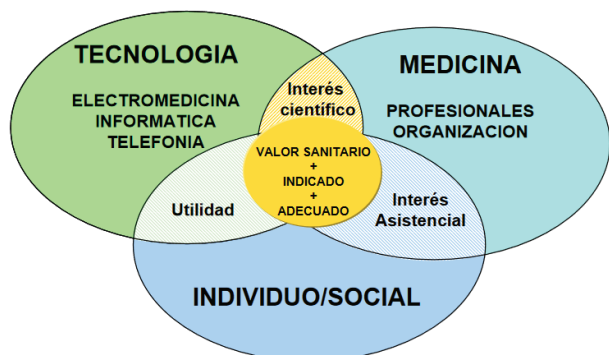 TECNOLOGIA
ELECTROMEDICINA
INFORMATICA
TELEFONIA
MEDICINA
PROFESIONALES
ORGANIZACION
Interés
científico
VALOR SANITARIO
+
INDICADO
+
ADECUADO
Utilidad
Interés
Asistencial
INDIVIDUO/SOCIAL